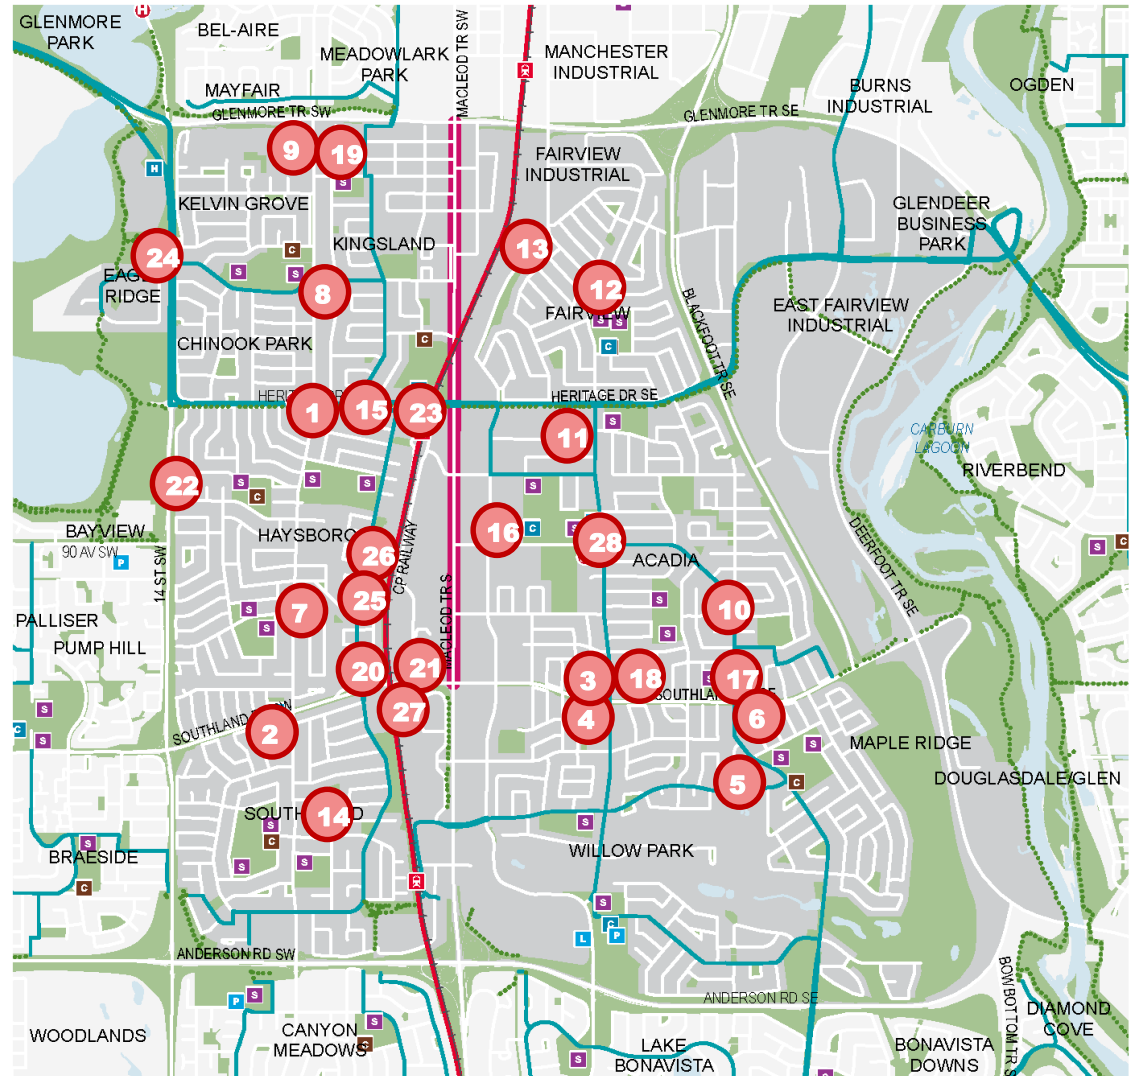 H
GLENMORE
PARK
BEL-AIRE
MEADOWLARK
PARK
MACLEOD TR SW
MANCHESTER
INDUSTRIAL
BURNS
INDUSTRIAL
OGDEN
MAYFAIR
GLENMORE TR SW
GLENMORE TR SE
9
19
S
H
FAIRVIEW
INDUSTRIAL
KELVIN GROVE
GLENDEER
BUSINESS
PARK
KINGSLAND
13
24
C
S
S
EAGLE
RIDGE
8
12
FAIRVIEW
S
S
C
BLACKFOOT TR SE
EAST FAIRVIEW
INDUSTRIAL
CHINOOK PARK
C
HERITAGE DR SE
1
15
23
11
S
CARBURN
LAGOON
RIVERBEND
22
S
C
S
S
S
BAYVIEW
90 AV SW
P
14 ST SW
HAYSBORO
26
CP RAILWAY
16
C
S
28
ACADIA
DEERFOOT TR SE
S
C
PALLISER
PUMP HILL
S
S
7
25
MACLEOD TR S
S
S
10
20
21
3
18
S
17
SOUTHLAND
27
4
6
S
C
S
SOUTHLAND
2
MAPLE RIDGE
S
S
5
C
DOUGLASDALE/GLEN
14
S
C
S
S
S
WILLOW PARK
S
BRAESIDE
C
S
C
L
P
ANDERSON RD SW
ANDERSON RD SE
BOW BOTTOM TR S
P
S
WOODLANDS
CANYON
MEADOWS
S
C
LAKE
BONAVISTA
S
S
BONAVISTA
DOWNS
DIAMOND
COVE